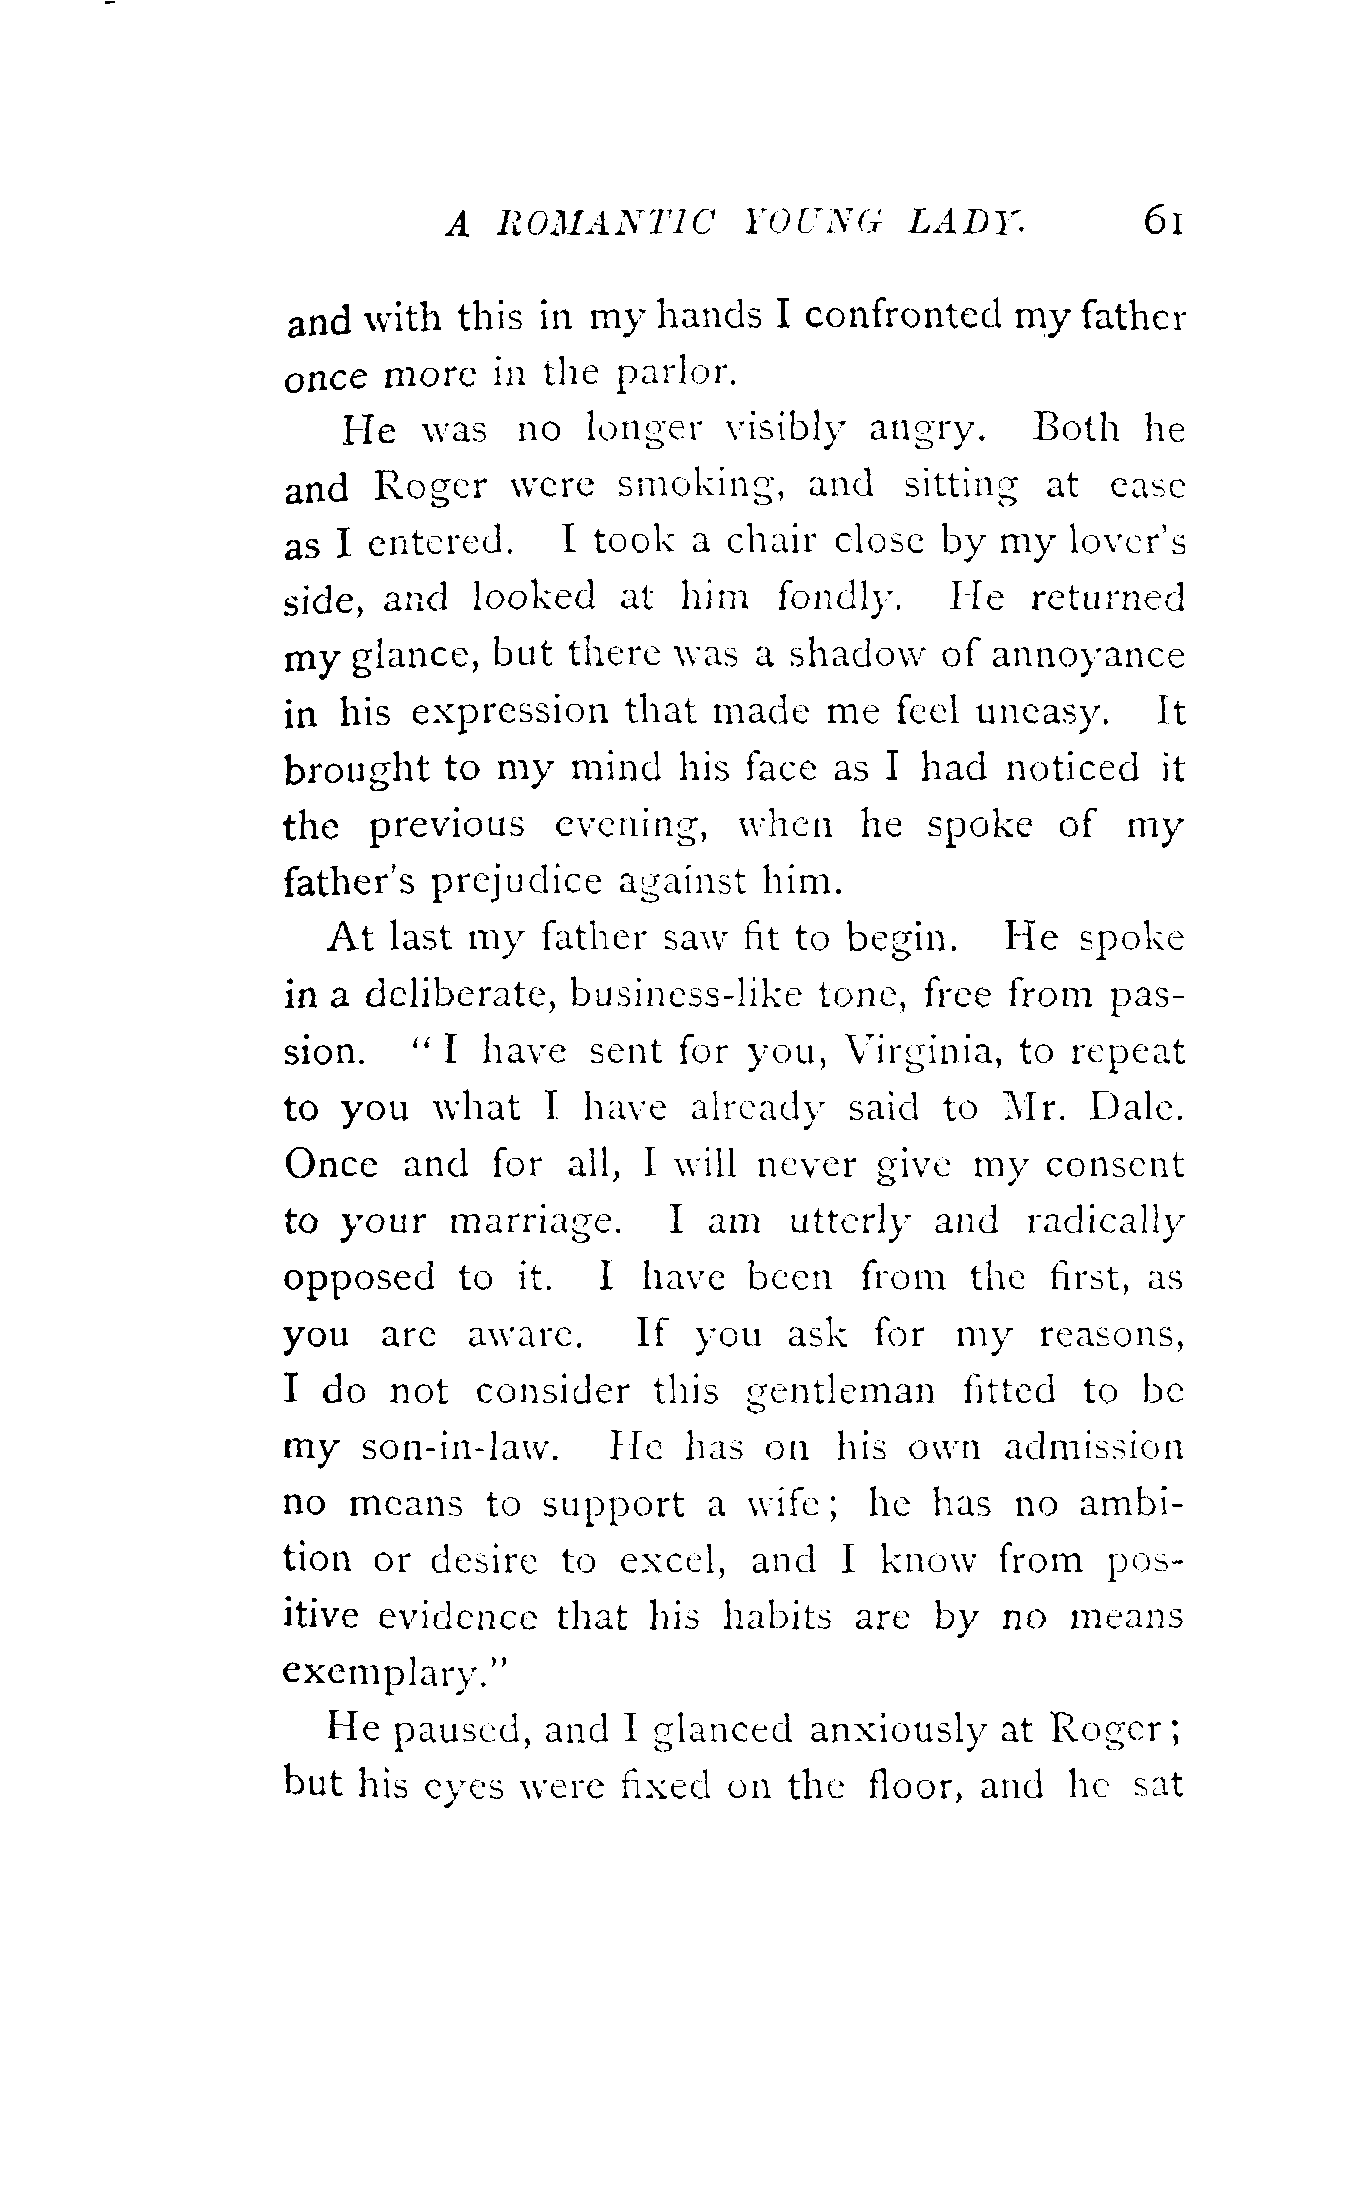 A ROMANTIC YOUNG LADY. 61
and with this in my hands I confronted my father
once more in the parlor.
He was no longer visibly angry. Both he
and Roger were smoking, and sitting at ease
as I entered. I took a chair close by my lover's
side, and looked at him fondly. He returned
my glance, but there was a shadow of annoyance
in his expression that made me feel uneasy. It
brought to my mind his face as I had noticed it
the previous evening, when he spoke of my
father's prejudice against him.
At last my father saw fit to begin. He spoke
in a deliberate, business-like tone, free from pas-
sion. "I have sent for you, Virginia, to repeat
to you what I have already said to Mr. Dale.
Once and for all, I will never give my consent
to your marriage. I am utterly and radically
opposed to it. I have been from the first, as
you are aware. If you ask for my reasons,
I do not consider this gentleman fitted to be
my son-in-law. He has on his own admission
no means to support a wife; he has no ambi-
tion or desire to excel, and I know from pos-
itive evidence that his habits are by no means
exemplary."
He paused, and I glanced anxiously at Roger;
but his eyes were fixed on the floor, and he sat